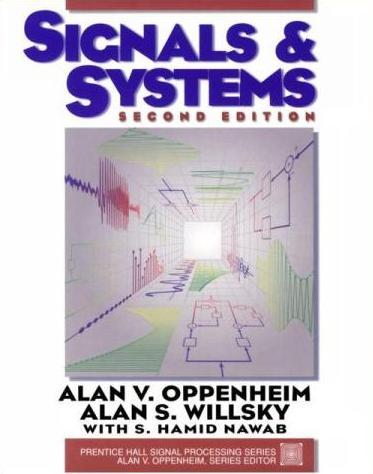 SIGNALS &
SYSTEMS
SECOND EDITION
ALAN V. OPPENHEIM
ALAN S. WILLSKY
WITH S. HAMID NAWAB
PRENTICE HALL SIGNAL PROCESSING SERIES
ALAN V. OPPENHEIM, SERIES EDITOR